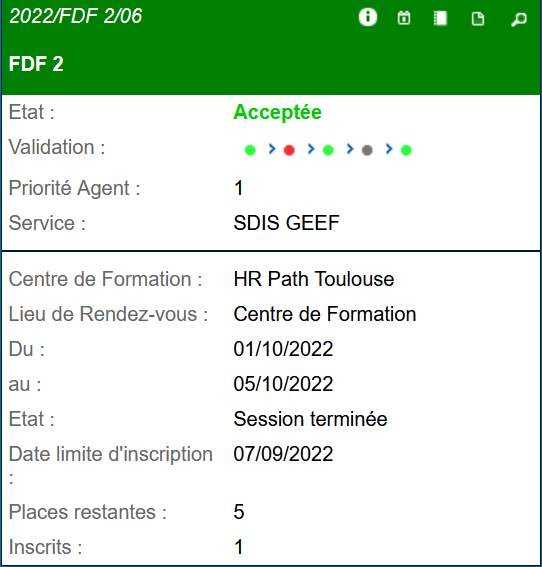 2022/FDF 2/06
FDF 2
Etat : Acceptée
Validation :
Priorité Agent : 1
Service : SDIS GEEF
Centre de Formation : HR Path Toulouse
Lieu de Rendez-vous : Centre de Formation
Du : 01/10/2022
au : 05/10/2022
Etat : Session terminée
Date limite d'inscription 07/09/2022
:
Places restantes : 5
Inscrits : 1